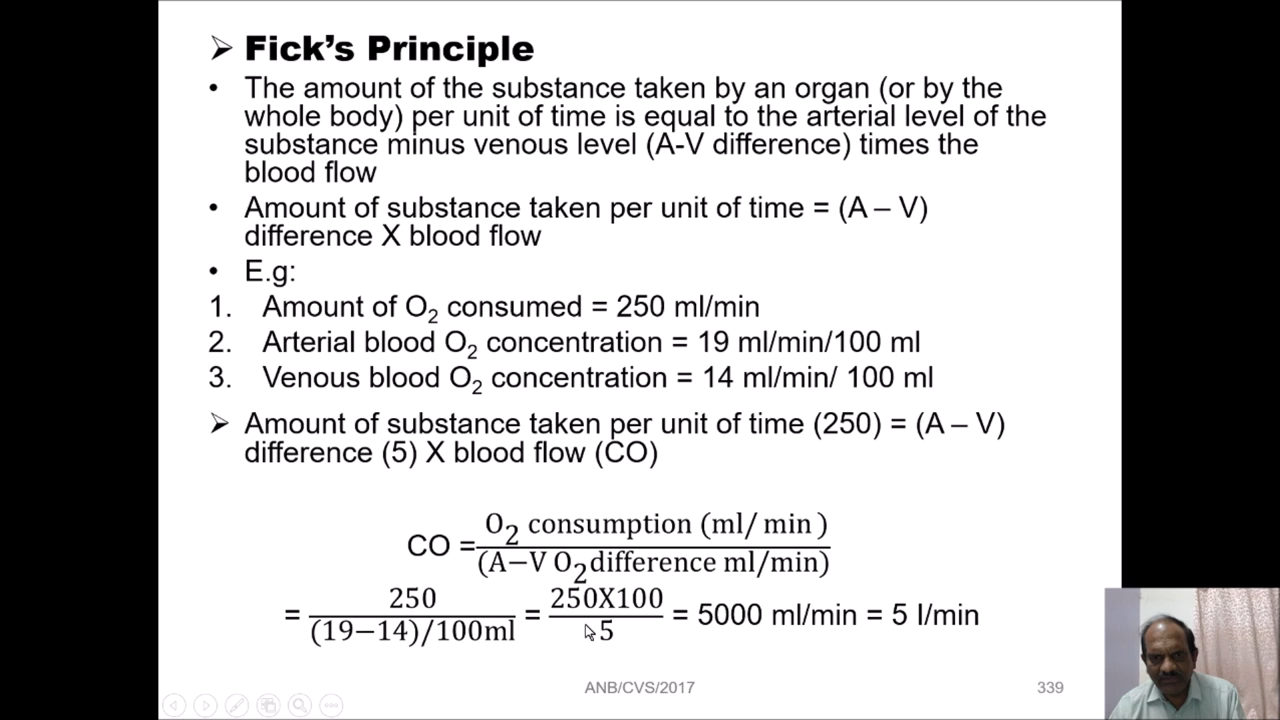 ➢ Fick's Principle
• The amount of the substance taken by an organ (or by the
whole body) per unit of time is equal to the arterial level of the
substance minus venous level (A-V difference) times the
blood flow
• Amount of substance taken per unit of time = (A – V)
difference X blood flow
• E.g:
1. Amount of O₂ consumed = 250 ml/min
2. Arterial blood O₂ concentration = 19 ml/min/100 ml
3. Venous blood O₂ concentration = 14 ml/min/ 100 ml
➢ Amount of substance taken per unit of time (250) = (A – V)
difference (5) X blood flow (CO)
O₂ consumption (ml/ min )
CO =
(A−V O₂difference ml/min)
250
250X100
= = = 5000 ml/min = 5 l/min
(19−14)/100ml
5
ANB/CVS/2017
339